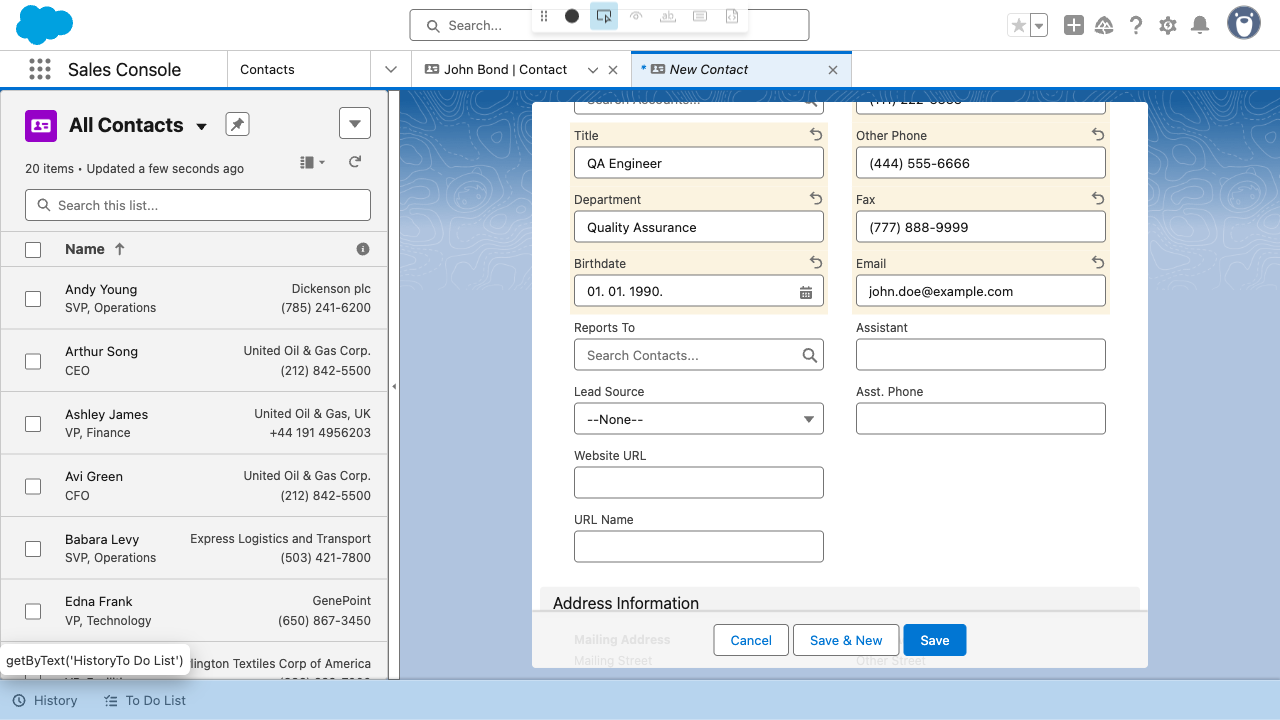 Search...
ab
Sales Console
Contacts
John Bond | Contact
* New Contact
All Contacts
20 items • Updated a few seconds ago
Search this list...
Name
Andy Young
Dickenson plc
SVP, Operations
(785) 241-6200
Arthur Song
United Oil & Gas Corp.
CEO
(212) 842-5500
Ashley James
United Oil & Gas, UK
VP, Finance
+44 191 4956203
Avi Green
United Oil & Gas Corp.
CFO
(212) 842-5500
Babara Levy
Express Logistics and Transport
SVP, Operations
(503) 421-7800
Edna Frank
GenePoint
VP, Technology
(650) 867-3450
lington Textiles Corp of America
getByText('HistoryTo Do List')
Title
QA Engineer
Department
Quality Assurance
Birthdate
01. 01. 1990.
Reports To
Search Contacts...
Lead Source
--None--
Website URL
URL Name
Other Phone
(444) 555-6666
Fax
(777) 888-9999
Email
john.doe@example.com
Assistant
Asst. Phone
Address Information
Mailing Address
Mailing Street
Other Street
Cancel
Save & New
Save
History
To Do List